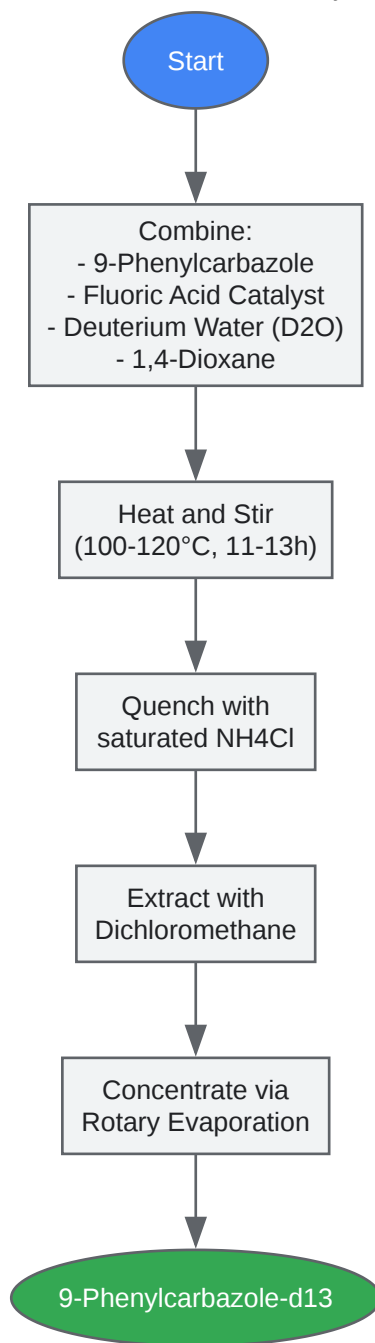 Start
Combine:
- 9-Phenylcarbazole
- Fluoric Acid Catalyst
- Deuterium Water (D2O)
- 1,4-Dioxane
Heat and Stir
(100-120°C, 11-13h)
Quench with
saturated NH4Cl
Extract with
Dichloromethane
Concentrate via
Rotary Evaporation
9-Phenylcarbazole-d13